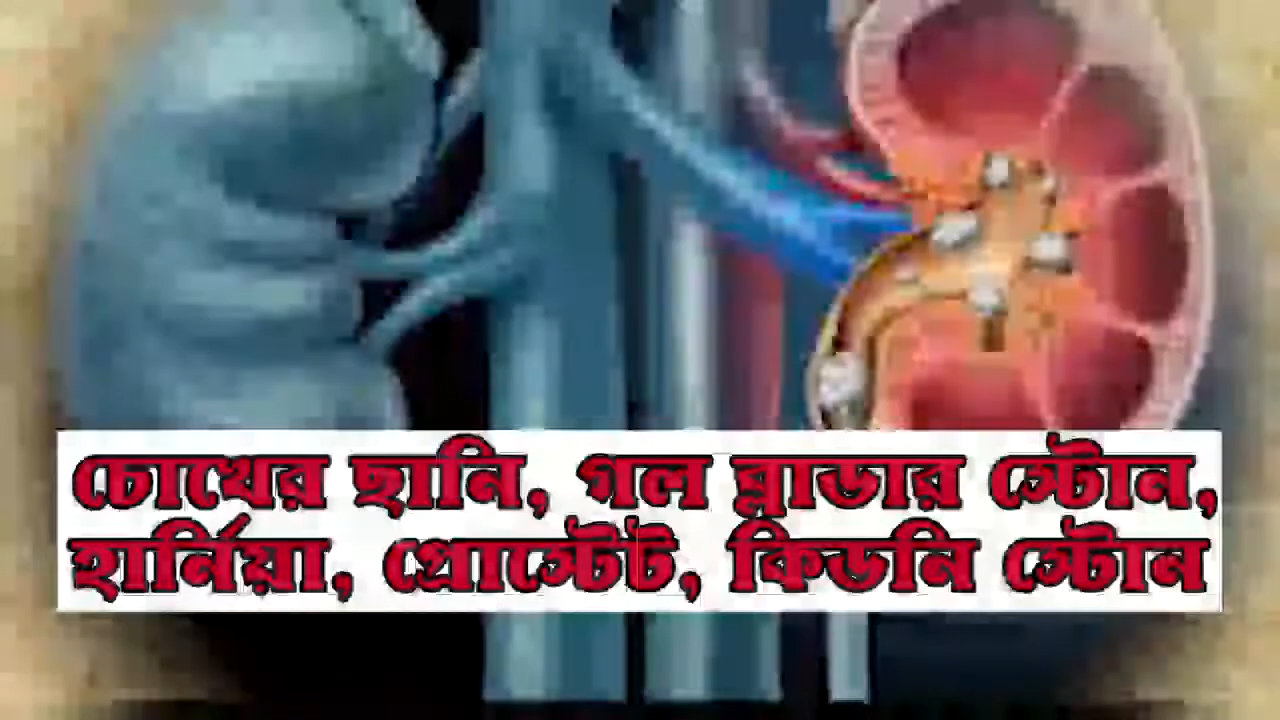 চোখের ছানি, গল ব্লাডার স্টোন,
হার্নিয়া, প্রোস্টেট, কিডনি স্টোন